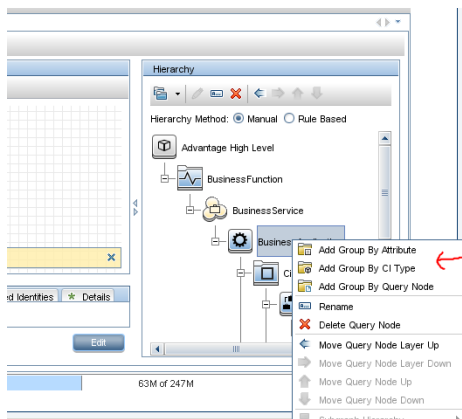 Hierarchy
Hierarchy Method: Manual Rule Based
Advantage High Level
BusinessFunction
BusinessService
Add Group By Attribute
Add Group By CI Type
Add Group By Query Node
Rename
Delete Query Node
Move Query Node Layer Up
Move Query Node Layer Down
Move Query Node Up
Move Query Node Down
Identities Details
Edit
63M of 247M